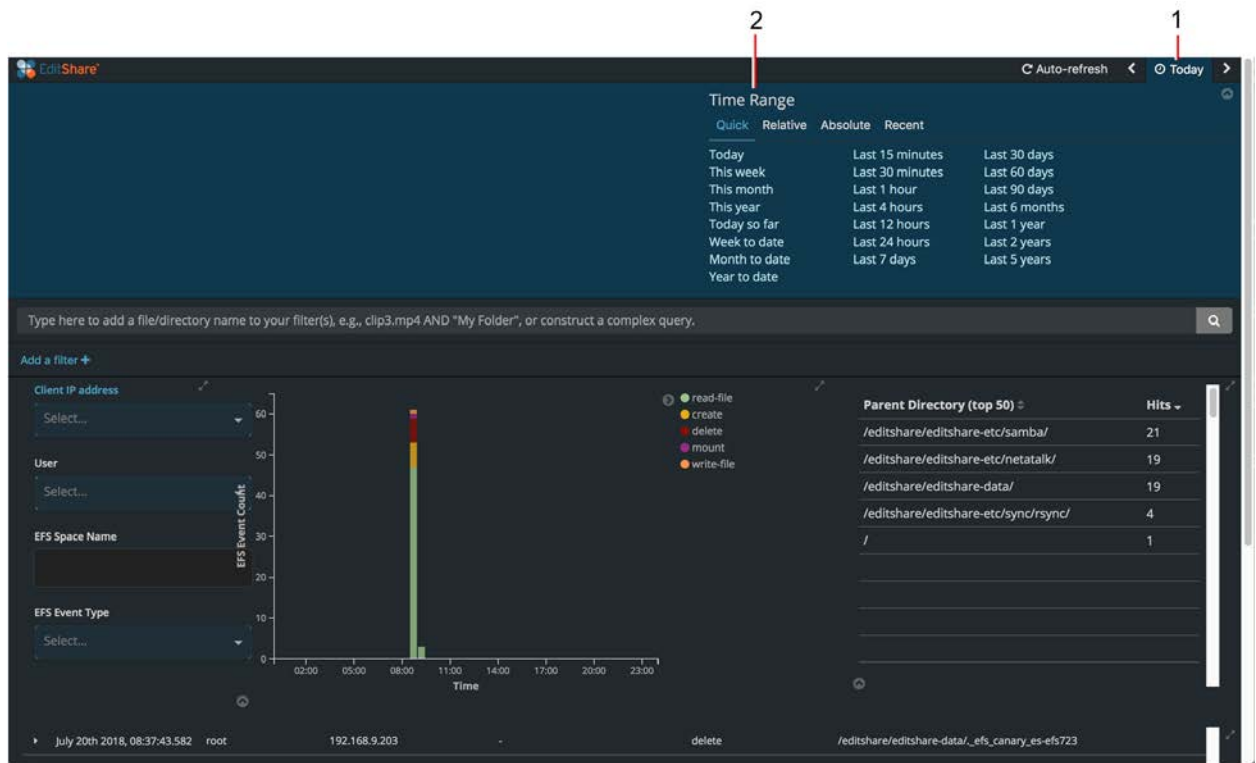 2
1
EditShare
Auto-refresh
Today
Time Range
Quick Relative Absolute Recent
Today Last 15 minutes Last 30 days
This week Last 30 minutes Last 60 days
This month Last 1 hour Last 90 days
This year Last 4 hours Last 6 months
Today so far Last 12 hours Last 1 year
Week to date Last 24 hours Last 2 years
Month to date Last 7 days Last 5 years
Year to date
Type here to add a file/directory name to your filter(s), e.g., clip3.mp4 AND "My Folder", or construct a complex query.
Add a filter +
Client IP address
Select...
User
Select...
EFS Space Name
EFS Event Type
Select...
EFS Event Count
60
50
40
30
20
10
0
02:00 05:00 08:00 11:00 14:00 17:00 20:00 23:00
Time
read-file
create
delete
mount
write-file
Parent Directory (top 50) Hits
/editshare/editshare-etc/samba/ 21
/editshare/editshare-etc/netatalk/ 19
/editshare/editshare-data/ 19
/editshare/editshare-etc/sync/rsync/ 4
/ 1
July 20th 2018, 08:37:43.582 root 192.168.9.203 - delete /editshare/editshare-data/._efs_canary_es-efs723